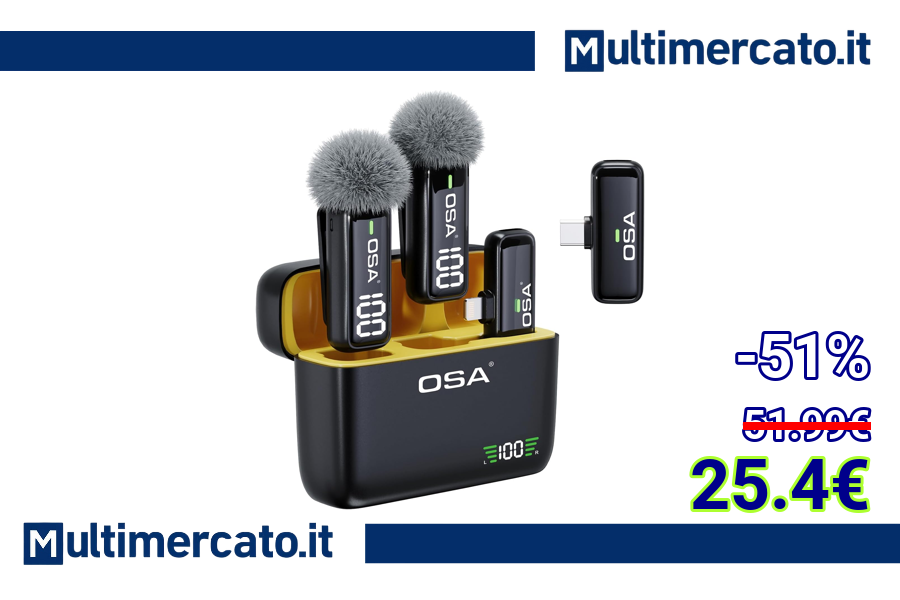 Multimercato.it
OSA
100
OSA
100
OSA
OSA
OSA®
L 100 R
-51%
51.99€
25.4€
Multimercato.it